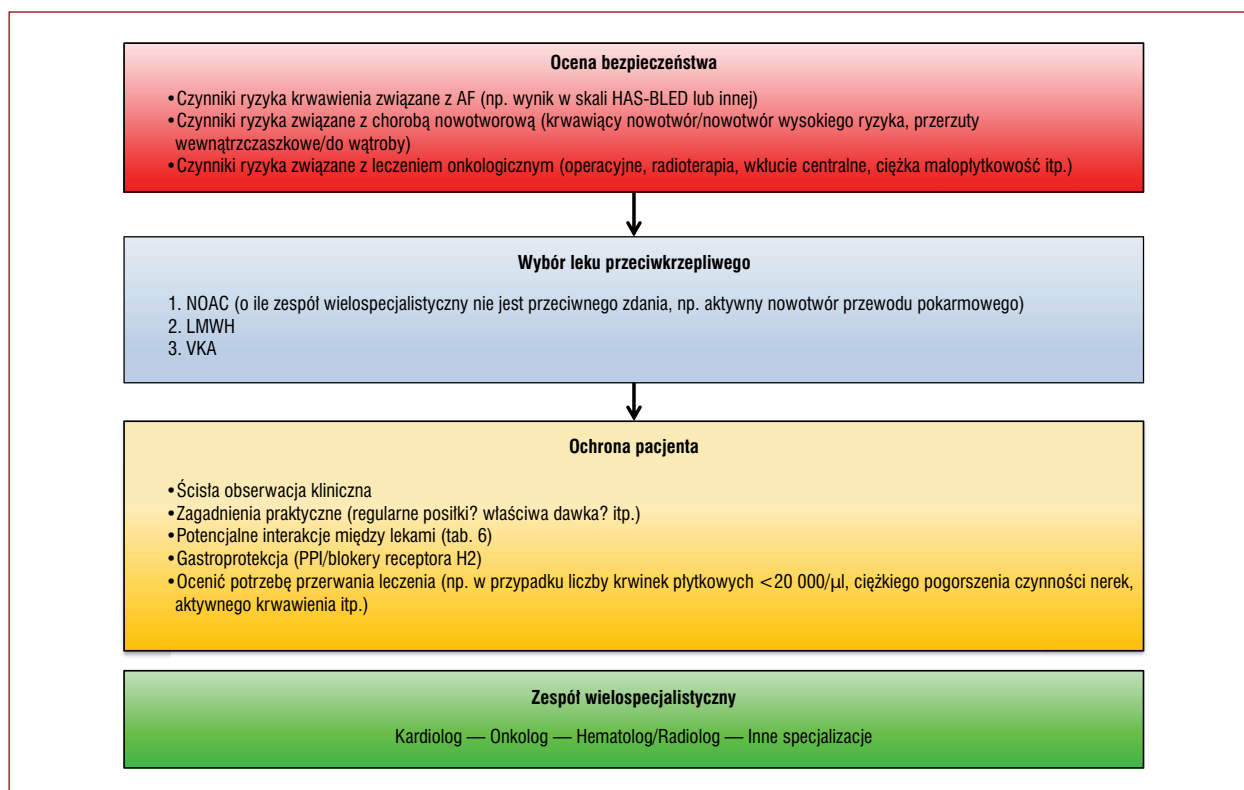 Ocena bezpieczeństwa
•Czynniki ryzyka krwawienia związane z AF (np. wynik w skali HAS-BLED lub innej)
•Czynniki ryzyka związane z chorobą nowotworową (krwawiący nowotwór/nowotwór wysokiego ryzyka, przerzuty
wewnątrzczaszkowe/do wątroby)
•Czynniki ryzyka związane z leczeniem onkologicznym (operacyjne, radioterapia, wkłucie centralne, ciężka małopłytkowość itp.)
Wybór leku przeciwkrzepliwego
1. NOAC (o ile zespół wielospecjalistyczny nie jest przeciwnego zdania, np. aktywny nowotwór przewodu pokarmowego)
2. LMWH
3. VKA
Ochrona pacjenta
•Ścisła obserwacja kliniczna
•Zagadnienia praktyczne (regularne posiłki? właściwa dawka? itp.)
•Potencjalne interakcje między lekami (tab. 6)
•Gastroprotekcja (PPI/blokery receptora H2)
•Ocenić potrzebę przerwania leczenia (np. w przypadku liczby krwinek płytkowych <20 000/µl, ciężkiego pogorszenia czynności nerek,
aktywnego krwawienia itp.)
Zespół wielospecjalistyczny
Kardiolog — Onkolog — Hematolog/Radiolog — Inne specjalizacje